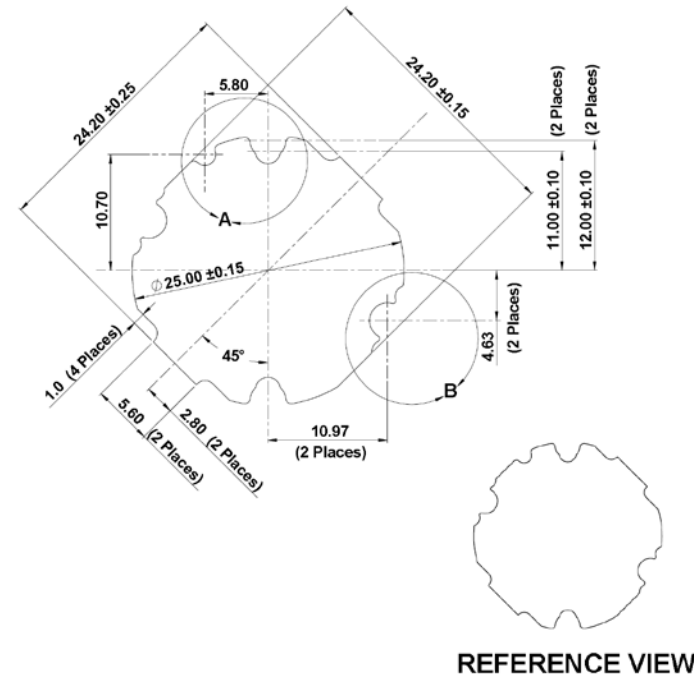 24.20 ±0.25
5.80
24.20 ±0.15
(2 Places)
(2 Places)
10.70
A
11.00 ±0.10
12.00 ±0.10
∅ 25.00 ±0.15
1.0 (4 Places)
45°
4.63
(2 Places)
B
5.60 (2 Places)
2.80 (2 Places)
10.97
(2 Places)
REFERENCE VIEW